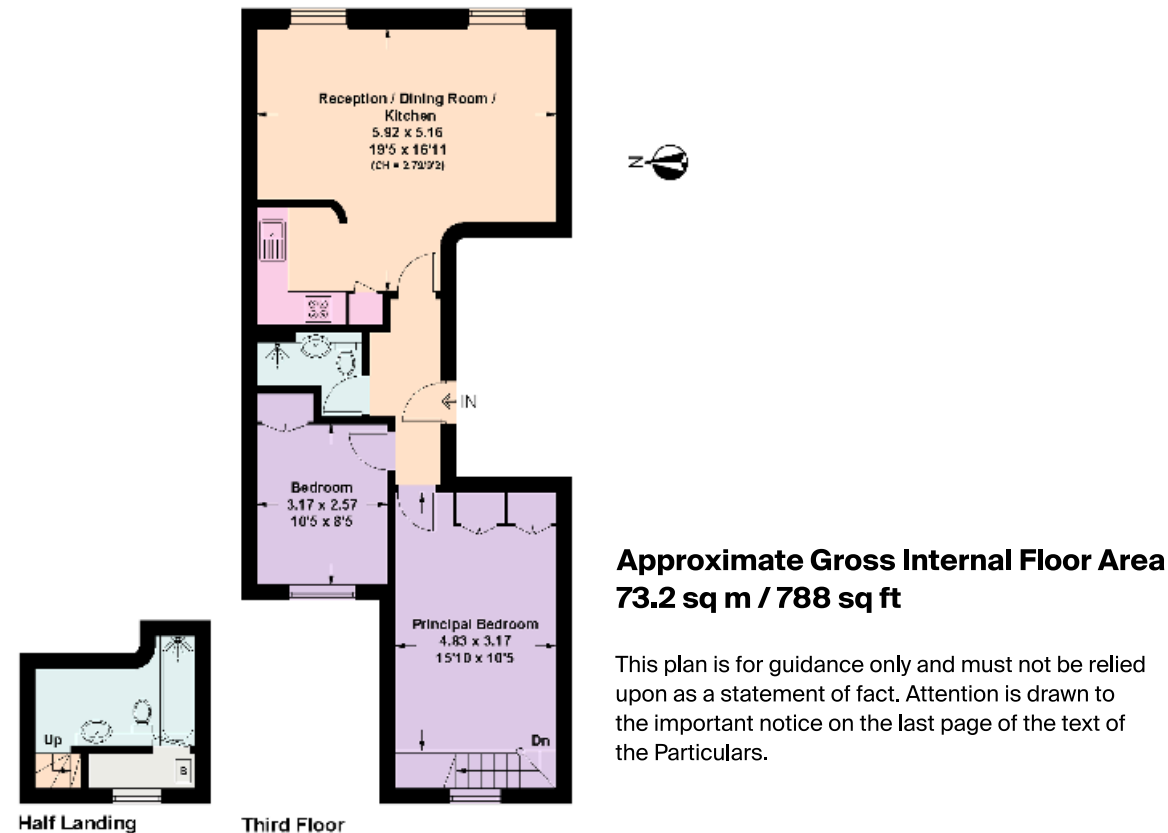 Reception / Dining Room /
Kitchen
5.92 x 5.16
19'5 x 16'11
N
IN
Bedroom
3.17 x 2.57
10'5 x 8'5
Principal Bedroom
4.83 x 3.17
15'10 x 10'5
Dn
Up
B
Half Landing
Third Floor
Approximate Gross Internal Floor Area
73.2 sq m / 788 sq ft
This plan is for guidance only and must not be relied
upon as a statement of fact. Attention is drawn to
the important notice on the last page of the text of
the Particulars.